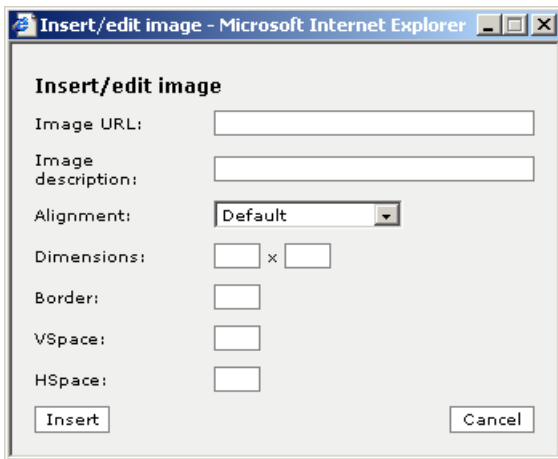 Insert/edit image - Microsoft Internet Explorer
Insert/edit image
Image URL:
Image
description:
Alignment: Default
Dimensions: x
Border:
VSpace:
HSpace:
Insert Cancel